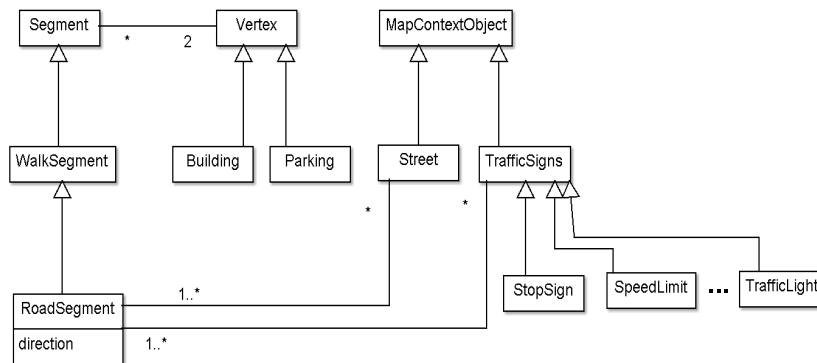 Segment
*
2
Vertex
MapContextObject
WalkSegment
Building
Parking
Street
TrafficSigns
*
*
StopSign
SpeedLimit
...
TrafficLight
RoadSegment
1..*
direction
1..*